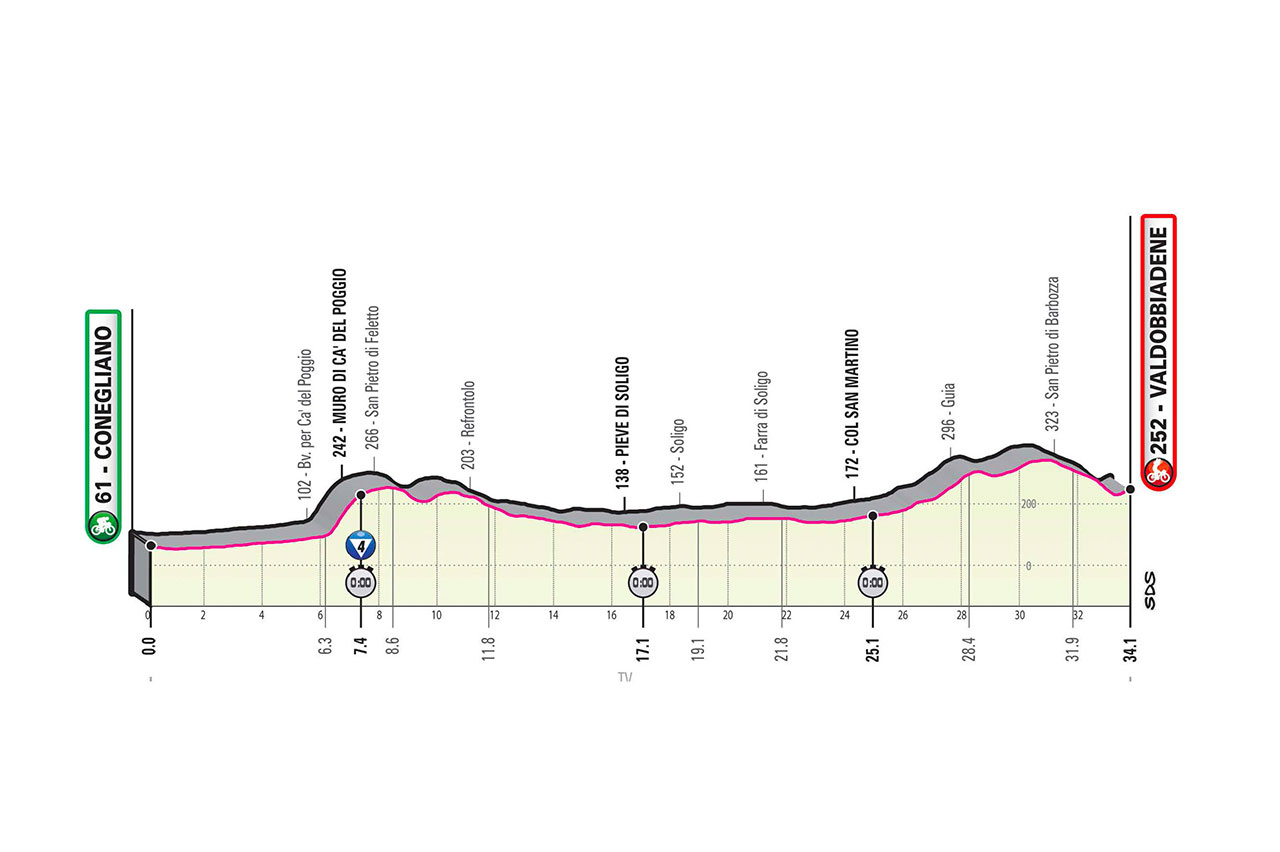 61 - CONEGLIANO
102 - Bv. per Ca' del Poggio
242 - MURO DI CA' DEL POGGIO
266 - San Pietro di Feletto
203 - Refrontolo
138 - PIEVE DI SOLIGO
152 - Soligo
161 - Farra di Soligo
172 - COL SAN MARTINO
296 - Guia
323 - San Pietro di Barbozza
252 - VALDOBBIADENE
200
0
4
0:00
0:00
0:00
SDS
0 2 4 6 8 10 12 14 16 18 20 22 24 26 28 30 32
0.0 6.3 7.4 8.6 11.8 17.1 19.1 21.8 25.1 28.4 31.9 34.1
TV